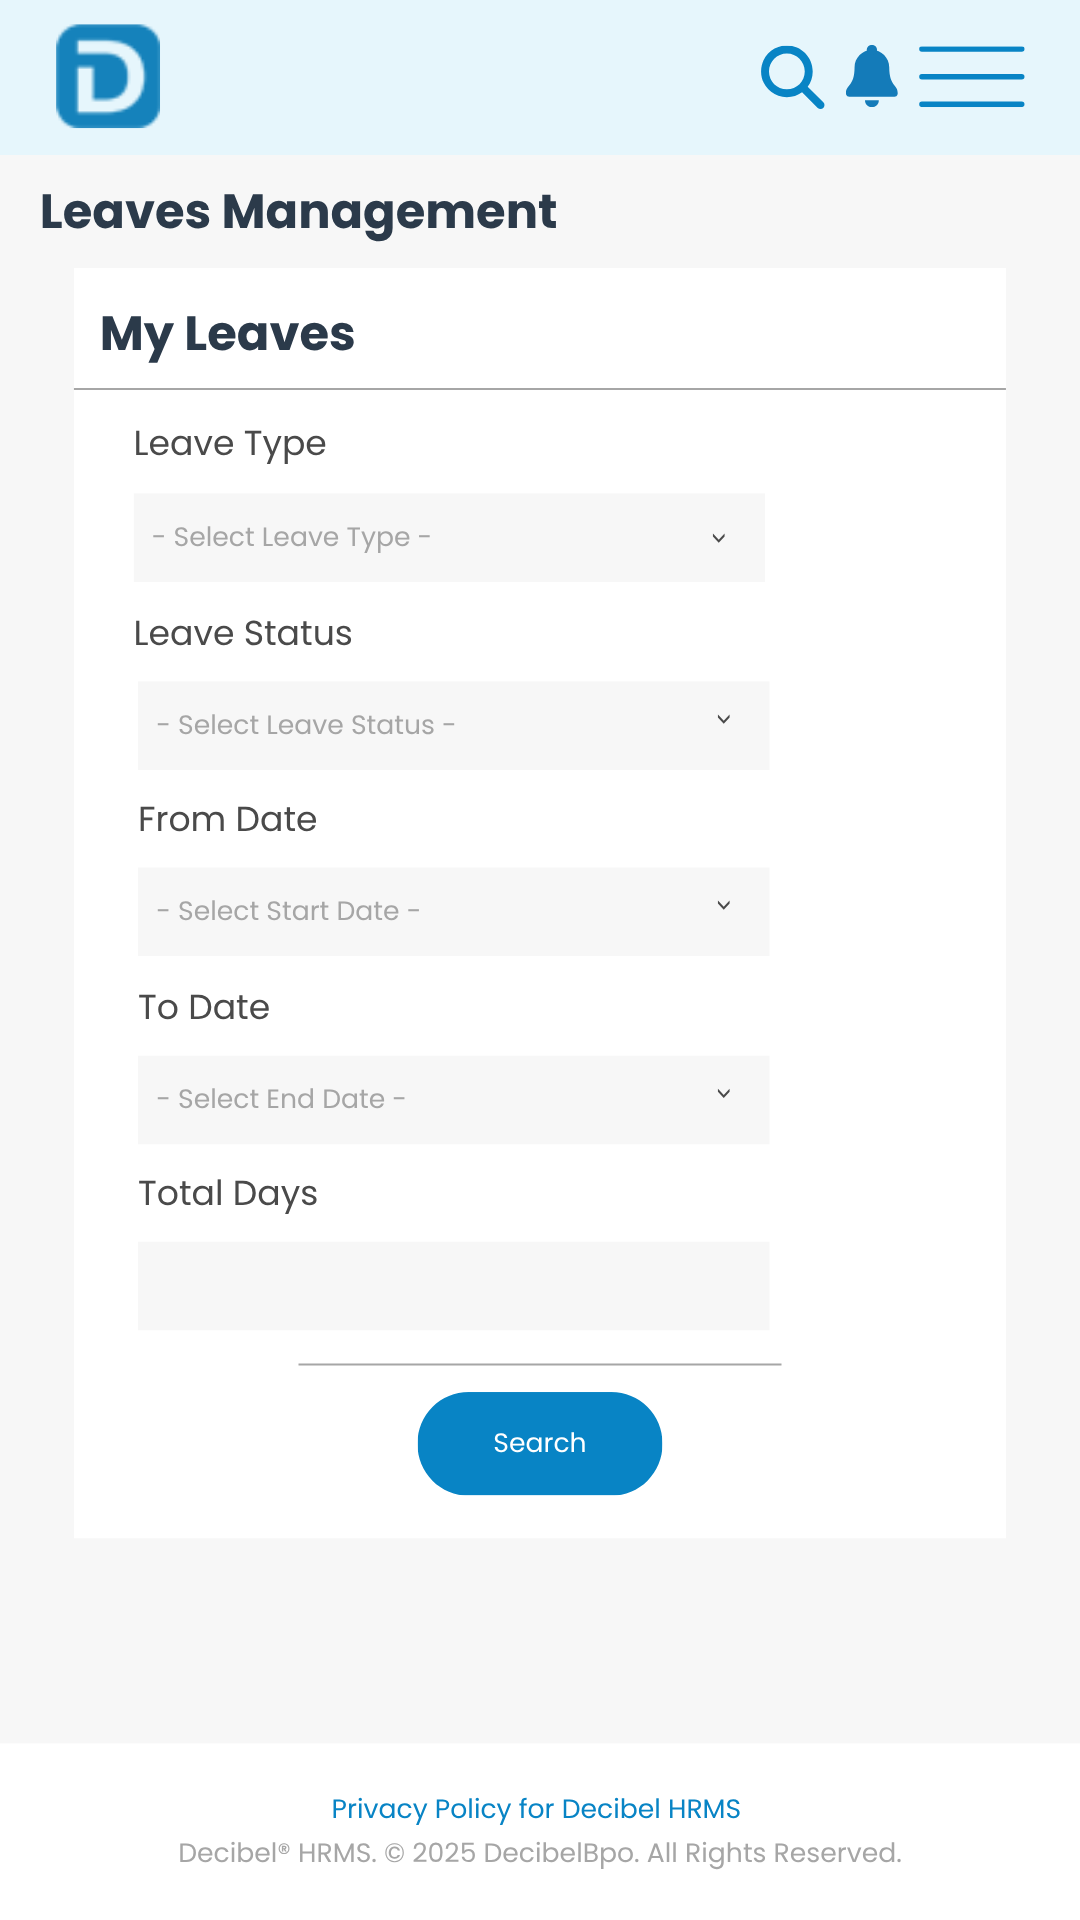 D
Leaves Management
My Leaves
Leave Type
- Select Leave Type -
Leave Status
- Select Leave Status -
From Date
- Select Start Date -
To Date
- Select End Date -
Total Days
Search
Privacy Policy for Decibel HRMS
Decibel® HRMS. © 2025 DecibelBpo. All Rights Reserved.